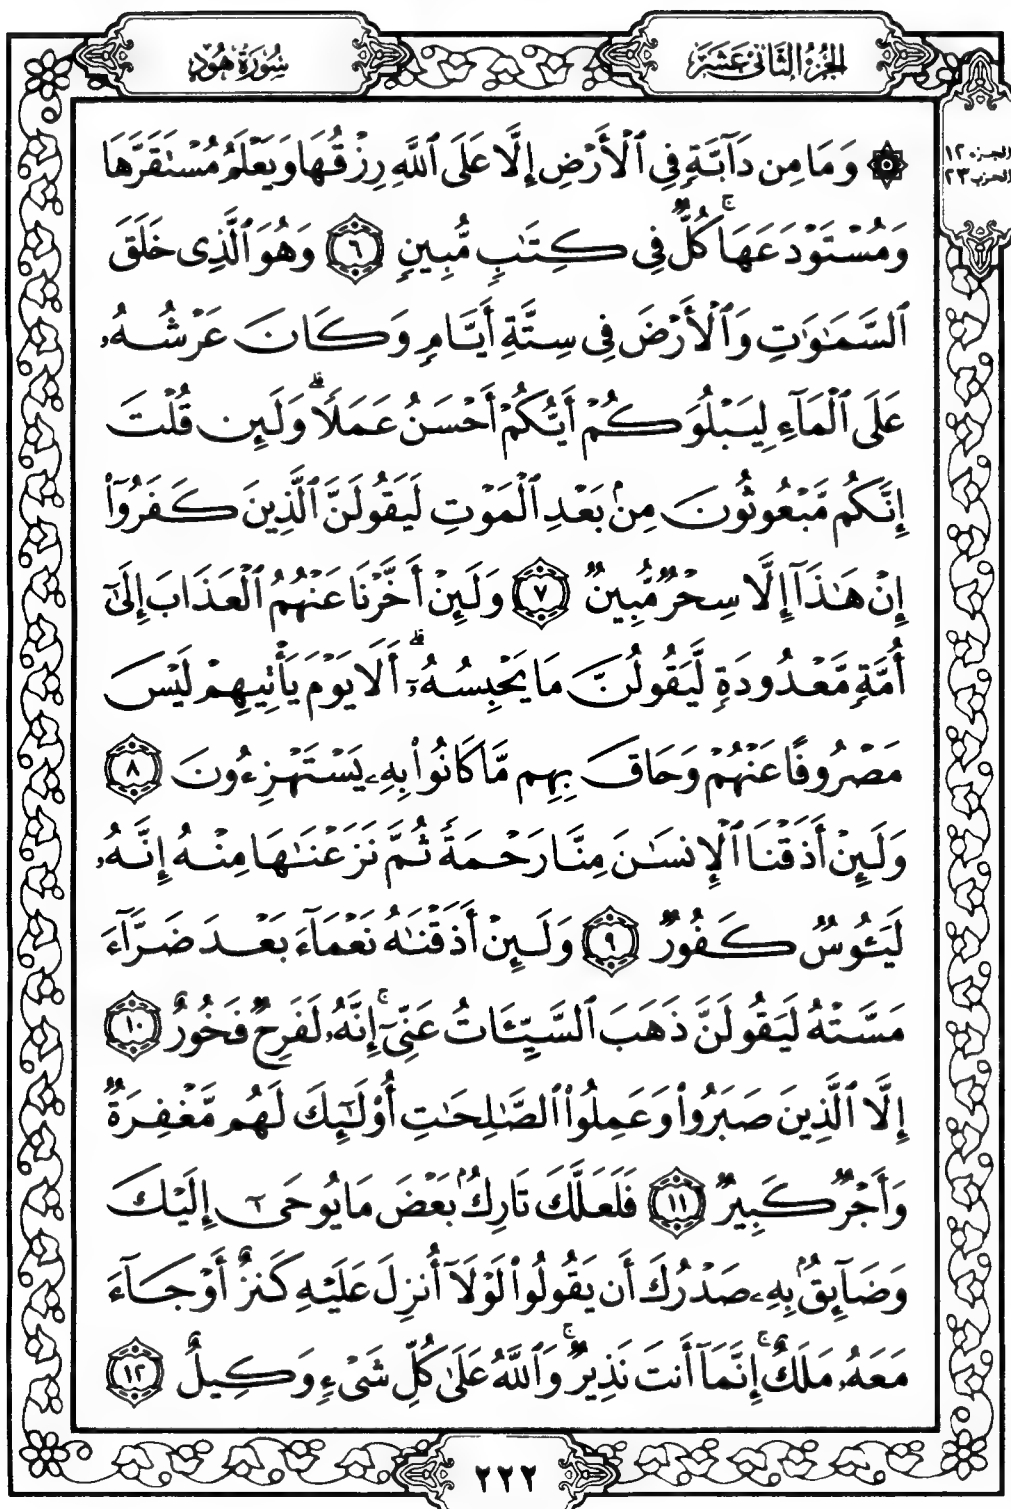 الجزء الثاني عشر
سورة هود
الجزء ١٢
الحزب ٢٣
۞ وَمَا مِن دَآبَّةٍ فِي ٱلْأَرْضِ إِلَّا عَلَى ٱللَّهِ رِزْقُهَا وَيَعْلَمُ مُسْتَقَرَّهَا
وَمُسْتَوْدَعَهَا ۚ كُلٌّ فِي كِتَٰبٍ مُّبِينٍ ٦ وَهُوَ ٱلَّذِي خَلَقَ
ٱلسَّمَٰوَٰتِ وَٱلْأَرْضَ فِي سِتَّةِ أَيَّامٍ وَكَانَ عَرْشُهُۥ
عَلَى ٱلْمَآءِ لِيَبْلُوَكُمْ أَيُّكُمْ أَحْسَنُ عَمَلًا ۗ وَلَئِن قُلْتَ
إِنَّكُم مَّبْعُوثُونَ مِنۢ بَعْدِ ٱلْمَوْتِ لَيَقُولَنَّ ٱلَّذِينَ كَفَرُوٓا۟
إِنْ هَٰذَآ إِلَّا سِحْرٌ مُّبِينٌ ٧ وَلَئِنْ أَخَّرْنَا عَنْهُمُ ٱلْعَذَابَ إِلَىٰٓ
أُمَّةٍ مَّعْدُودَةٍ لَّيَقُولُنَّ مَا يَحْبِسُهُۥٓ ۗ أَلَا يَوْمَ يَأْتِيهِمْ لَيْسَ
مَصْرُوفًا عَنْهُمْ وَحَاقَ بِهِم مَّا كَانُوا۟ بِهِۦ يَسْتَهْزِءُونَ ٨
وَلَئِنْ أَذَقْنَا ٱلْإِنسَٰنَ مِنَّا رَحْمَةً ثُمَّ نَزَعْنَٰهَا مِنْهُ إِنَّهُۥ
لَيَـُٔوسٌ كَفُورٌ ٩ وَلَئِنْ أَذَقْنَٰهُ نَعْمَآءَ بَعْدَ ضَرَّآءَ
مَسَّتْهُ لَيَقُولَنَّ ذَهَبَ ٱلسَّيِّـَٔاتُ عَنِّيٓ ۚ إِنَّهُۥ لَفَرِحٌ فَخُورٌ ١٠
إِلَّا ٱلَّذِينَ صَبَرُوا۟ وَعَمِلُوا۟ ٱلصَّٰلِحَٰتِ أُو۟لَٰٓئِكَ لَهُم مَّغْفِرَةٌ
وَأَجْرٌ كَبِيرٌ ١١ فَلَعَلَّكَ تَارِكٌۢ بَعْضَ مَا يُوحَىٰٓ إِلَيْكَ
وَضَآئِقٌۢ بِهِۦ صَدْرُكَ أَن يَقُولُوا۟ لَوْلَآ أُنزِلَ عَلَيْهِ كَنزٌ أَوْ جَآءَ
مَعَهُۥ مَلَكٌ ۚ إِنَّمَآ أَنتَ نَذِيرٌ ۚ وَٱللَّهُ عَلَىٰ كُلِّ شَيْءٍ وَكِيلٌ ١٢
٢٢٢